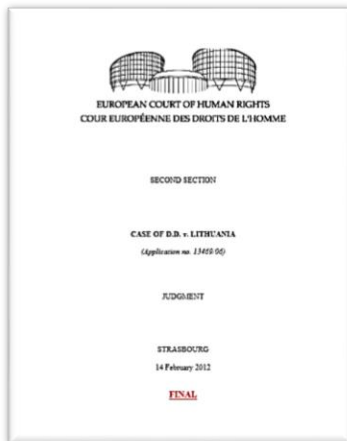 EUROPEAN COURT OF HUMAN RIGHTS
COUR EUROPÉENNE DES DROITS DE L'HOMME
SECOND SECTION
CASE OF D.D. v. LITHUANIA
(Application no. 13469/06)
JUDGMENT
STRASBOURG
14 February 2012
FINAL